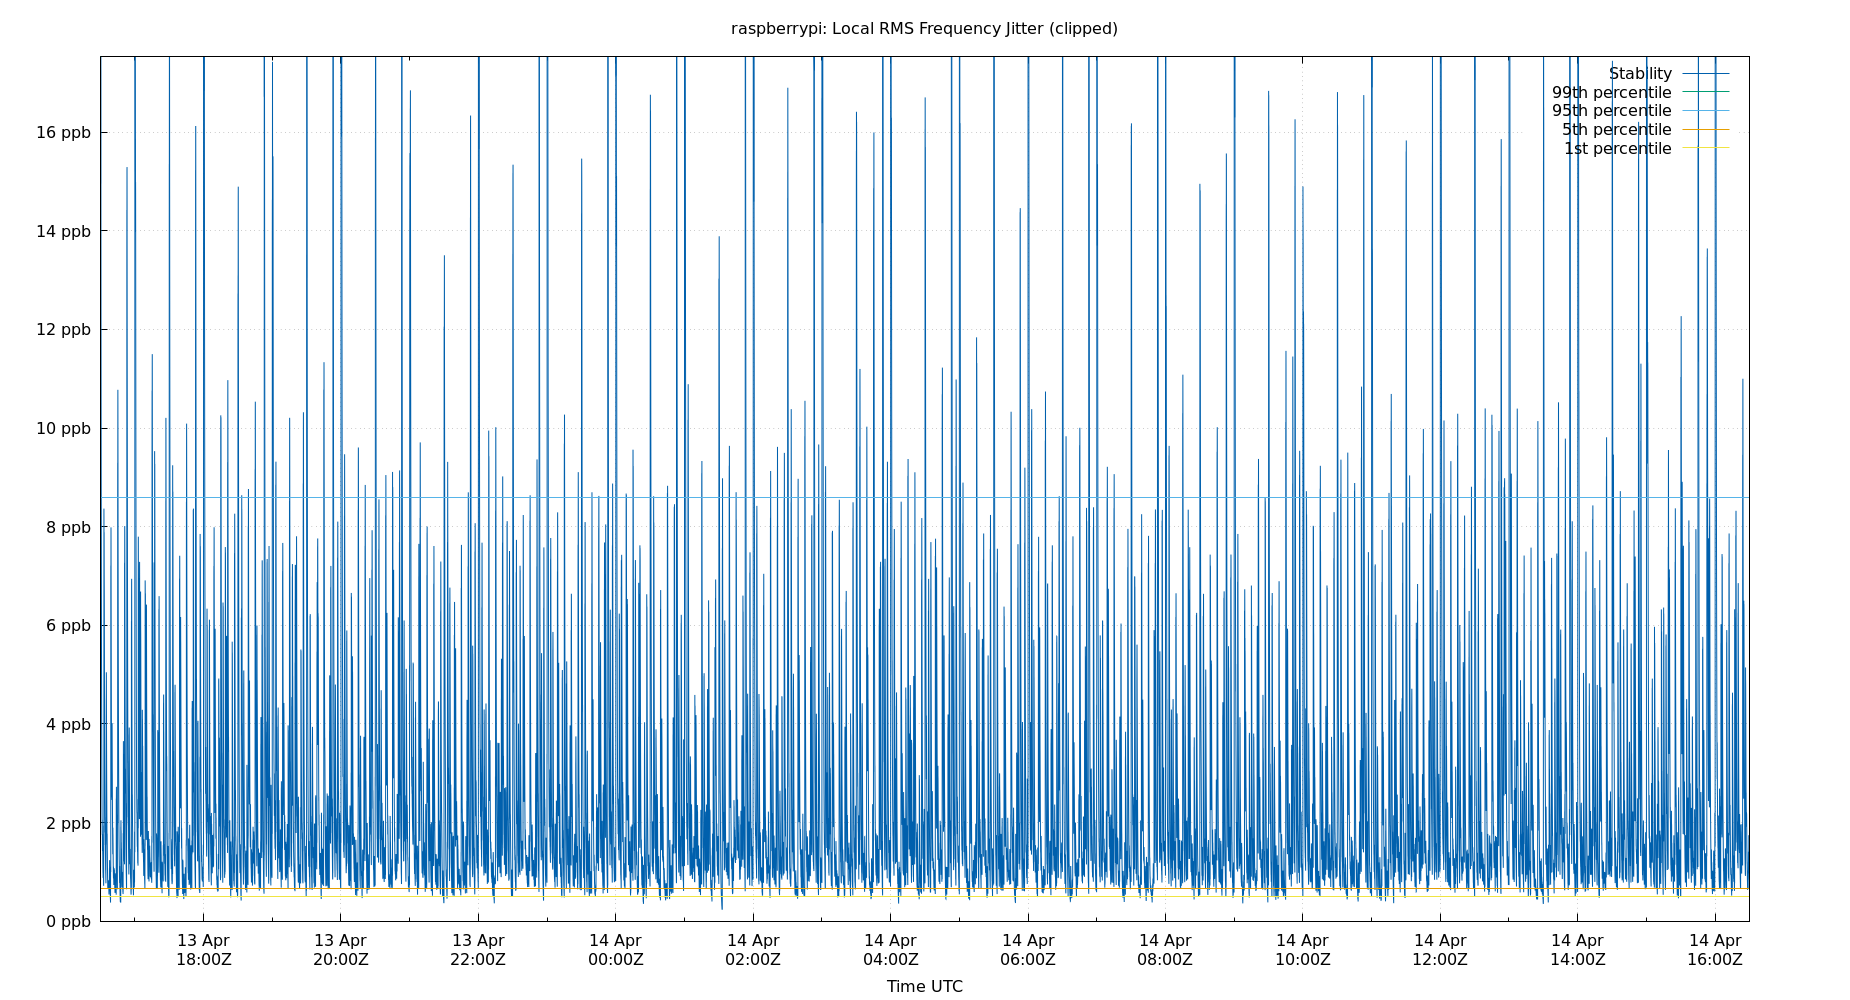 raspberrypi: Local RMS Frequency Jitter (clipped)
Stability
99th percentile
95th percentile
5th percentile
1st percentile
16 ppb
14 ppb
12 ppb
10 ppb
8 ppb
6 ppb
4 ppb
2 ppb
0 ppb
13 Apr 13 Apr 13 Apr 14 Apr 14 Apr 14 Apr 14 Apr 14 Apr 14 Apr 14 Apr 14 Apr 14 Apr
18:00Z 20:00Z 22:00Z 00:00Z 02:00Z 04:00Z 06:00Z 08:00Z 10:00Z 12:00Z 14:00Z 16:00Z
Time UTC